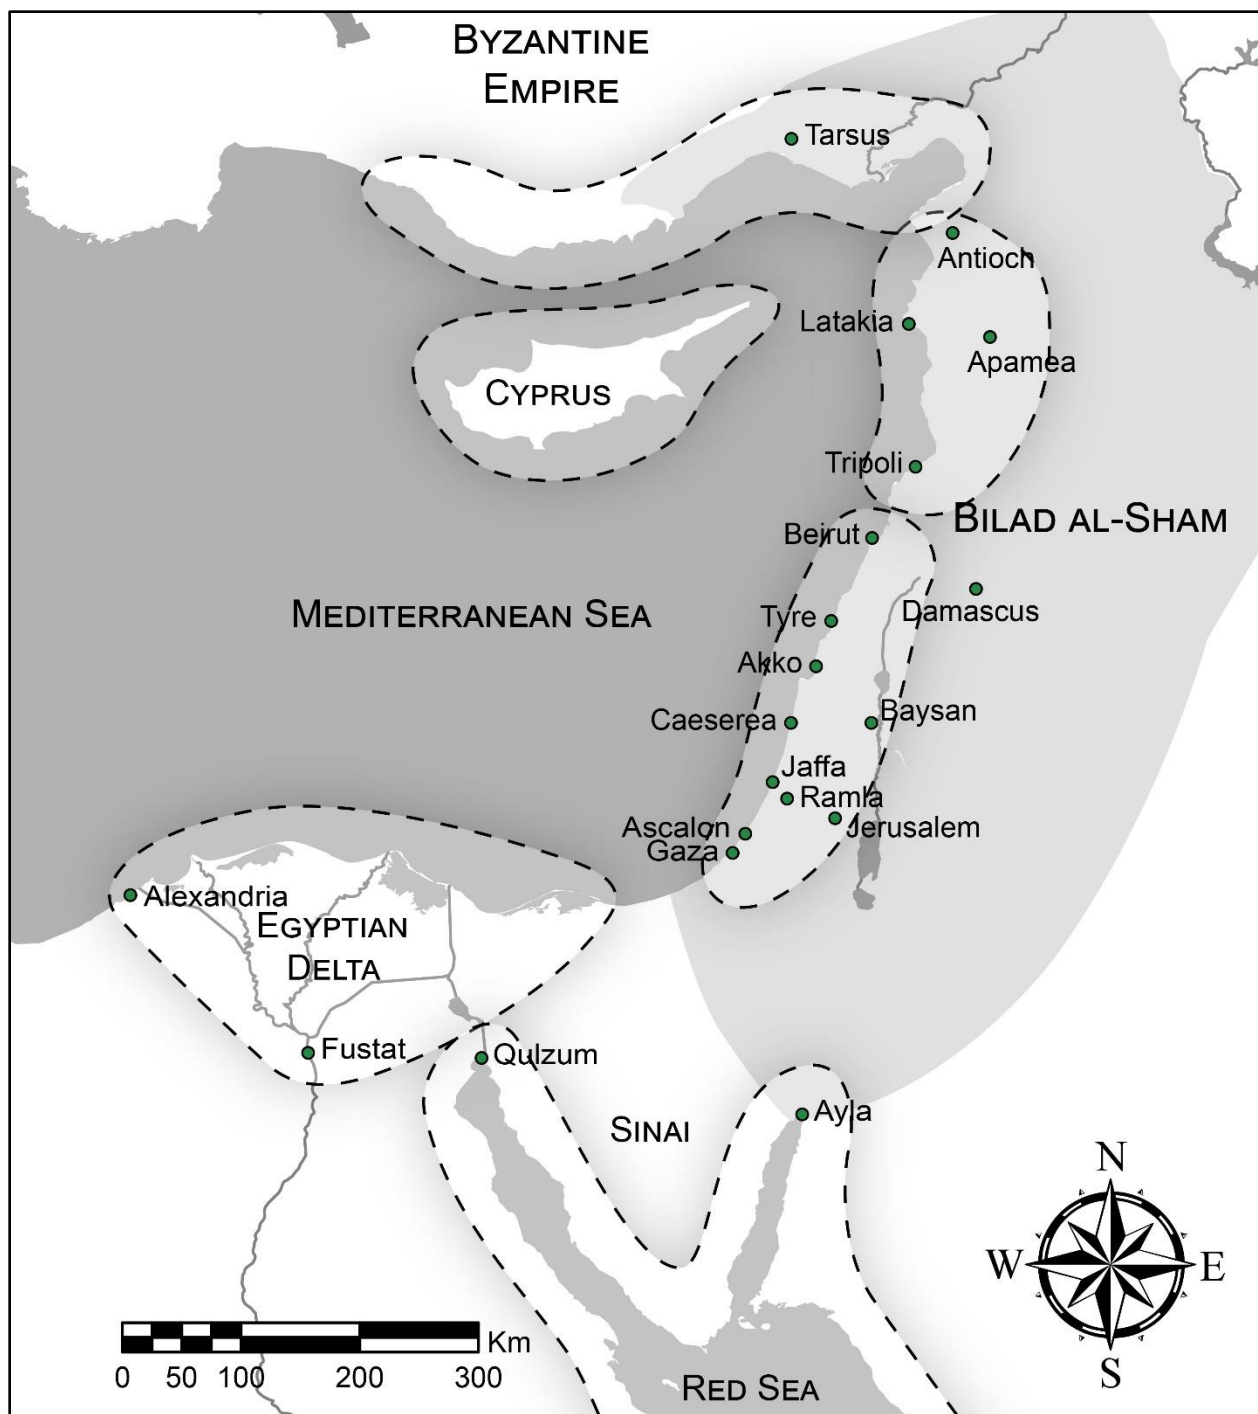 BYZANTINE
EMPIRE
Tarsus
Antioch
Latakia
Apamea
CYPRUS
Tripoli
BILAD AL-SHAM
Beirut
MEDITERRANEAN SEA
Damascus
Tyre
Akko
Caeserea
Baysan
Jaffa
Ramla
Ascalon
Jerusalem
Gaza
Alexandria
EGYPTIAN
DELTA
Fustat
Qulzum
SINAI
Ayla
N
W E
S
Km
0 50 100 200 300
RED SEA